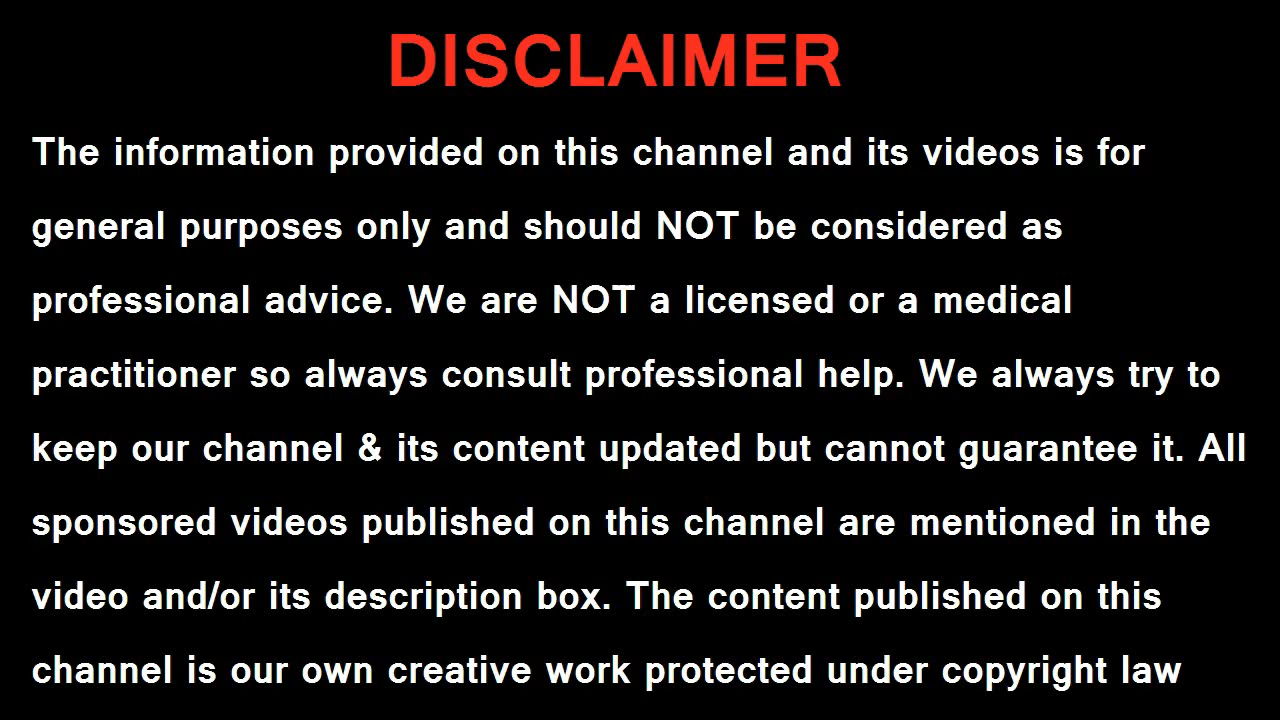 DISCLAIMER
The information provided on this channel and its videos is for
general purposes only and should NOT be considered as
professional advice. We are NOT a licensed or a medical
practitioner so always consult professional help. We always try to
keep our channel & its content updated but cannot guarantee it. All
sponsored videos published on this channel are mentioned in the
video and/or its description box. The content published on this
channel is our own creative work protected under copyright law